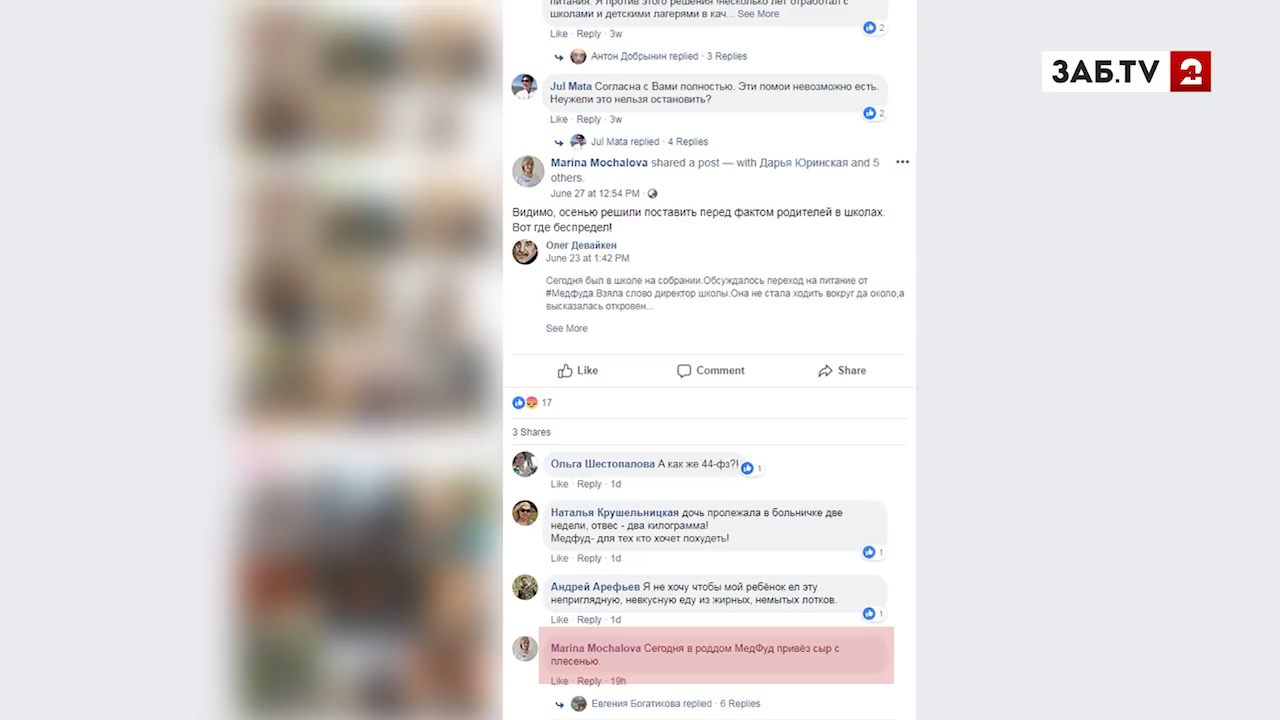 питания. Я против этого решения !несколько лет отработал с
школами и детскими лагерями в кач... See More
Like · Reply · 3w
2
Антон Добрынин replied · 3 Replies
Jul Mata Согласна с Вами полностью. Эти помои невозможно есть.
Неужели это нельзя остановить?
Like · Reply · 3w
2
Jul Mata replied · 4 Replies
Marina Mochalova shared a post — with Дарья Юринская and 5
others.
June 27 at 12:54 PM ·
Видимо, осенью решили поставить перед фактом родителей в школах.
Вот где беспредел!
Олег Девайкен
June 23 at 1:42 PM
Сегодня был в школе на собрании.Обсуждалось переход на питание от
#Медфуда.Взяла слово директор школы.Она не стала ходить вокруг да около,а
высказалась откровен...
See More
Like Comment Share
17
3 Shares
Ольга Шестопалова А как же 44-фз?!
1
Like · Reply · 1d
Наталья Крушельницкая дочь пролежала в больничке две
недели, отвес - два килограмма!
Медфуд- для тех кто хочет похудеть!
1
Like · Reply · 1d
Андрей Арефьев Я не хочу чтобы мой ребёнок ел эту
неприглядную, невкусную еду из жирных, немытых лотков.
1
Like · Reply · 1d
Marina Mochalova Сегодня в роддом МедФуд привёз сыр с
плесенью.
Like · Reply · 19h
Евгения Богатикова replied · 6 Replies
ЗАБ.TV 2